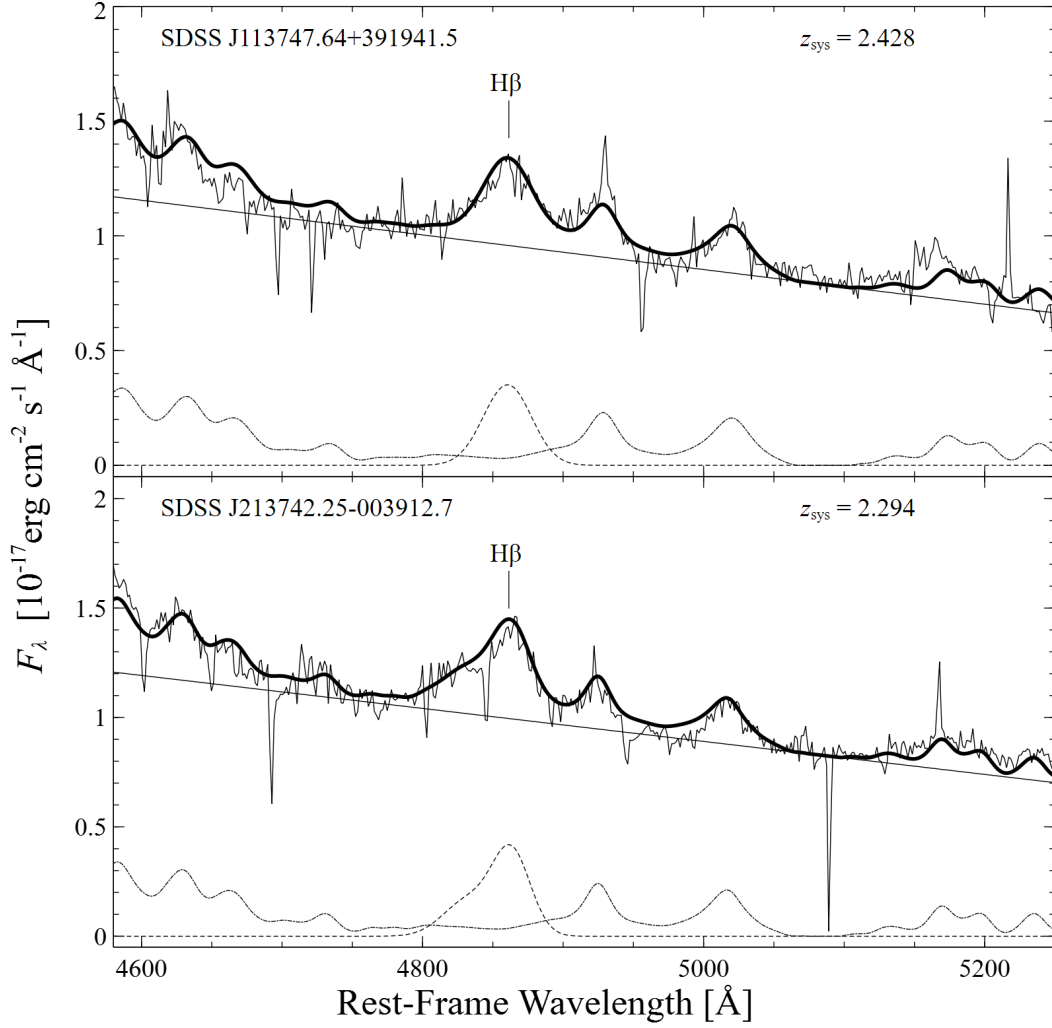 2
SDSS J113747.64+391941.5
z_sys = 2.428
Hβ
1.5
1
0.5
0
2
SDSS J213742.25-003912.7
z_sys = 2.294
Hβ
1.5
1
0.5
0
F_λ [10^-17 erg cm^-2 s^-1 Å^-1]
4600 4800 5000 5200
Rest-Frame Wavelength [Å]